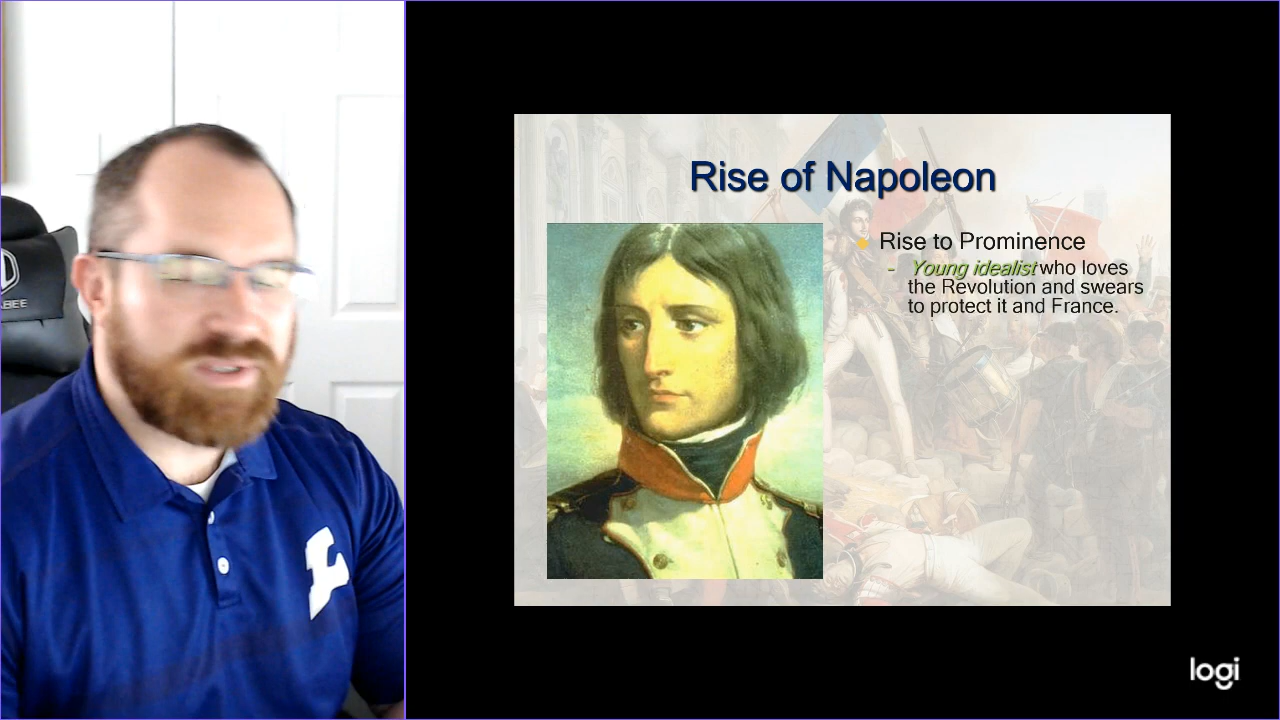 Rise of Napoleon
Rise to Prominence
- Young idealist who loves
the Revolution and swears
to protect it and France.
L
logi